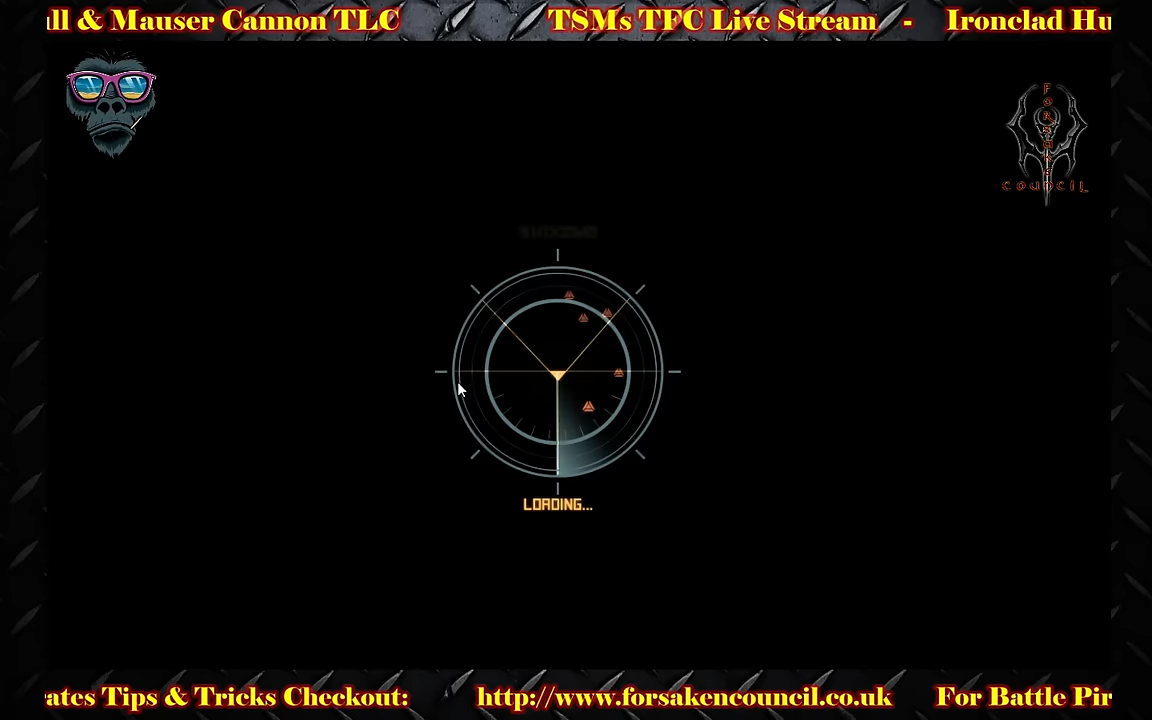 ll & Mauser Cannon TLC TSMs TFC Live Stream - Ironclad Hu
COUNCIL
LOADING...
ates Tips & Tricks Checkout: http://www.forsakencouncil.co.uk For Battle Pir